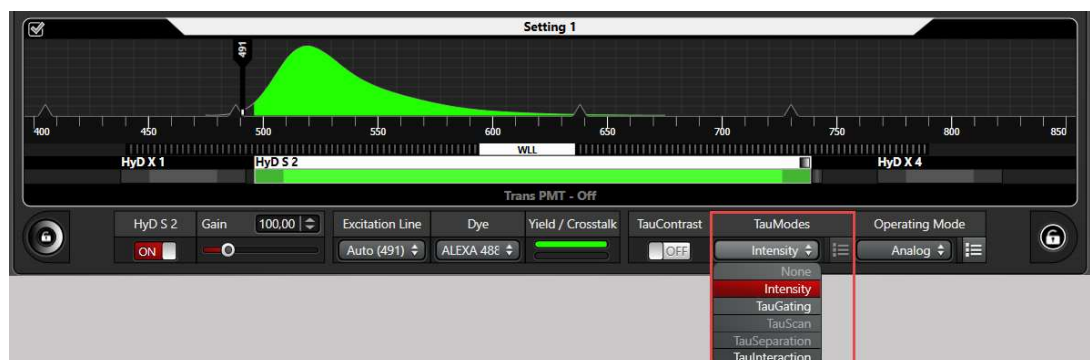 Setting 1
491
400 450 500 550 600 650 700 750 800 850
WLL
HyD X 1 HyD S 2 HyD X 4
Trans PMT - Off
HyD S 2 Gain 100,00 Excitation Line Dye Yield / Crosstalk TauContrast TauModes Operating Mode
ON Auto (491) ALEXA 488 OFF Intensity Analog
None
Intensity
TauGating
TauScan
TauSeparation
TauInteraction